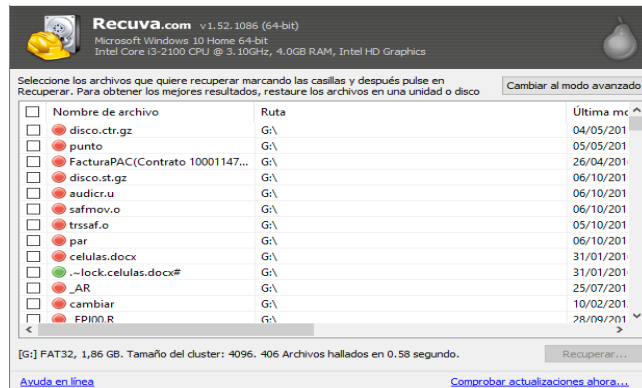 Recuva.com v1.52.1086 (64-bit)
Microsoft Windows 10 Home 64-bit
Intel Core i3-2100 CPU @ 3.10GHz, 4.0GB RAM, Intel HD Graphics
Seleccione los archivos que quiere recuperar marcando las casillas y después pulse en
Recuperar. Para obtener los mejores resultados, restaure los archivos en una unidad o disco
Cambiar al modo avanzado
Nombre de archivo Ruta Última mo
disco.ctr.gz G:\ 04/05/201
punto G:\ 05/05/201
FacturaPAC(Contrato 10001147... G:\ 26/04/201
disco.st.gz G:\ 06/10/201
audicr.u G:\ 06/10/201
safmov.o G:\ 06/10/201
trssaf.o G:\ 05/10/201
par G:\ 06/10/201
celulas.docx G:\ 31/01/201
.~lock.celulas.docx# G:\ 31/01/201
_AR G:\ 25/07/201
cambiar G:\ 10/02/201
_FPI00.R G:\ 28/09/201
[G:] FAT32, 1,86 GB. Tamaño del cluster: 4096. 406 Archivos hallados en 0.58 segundo.
Recuperar...
Ayuda en línea
Comprobar actualizaciones ahora...